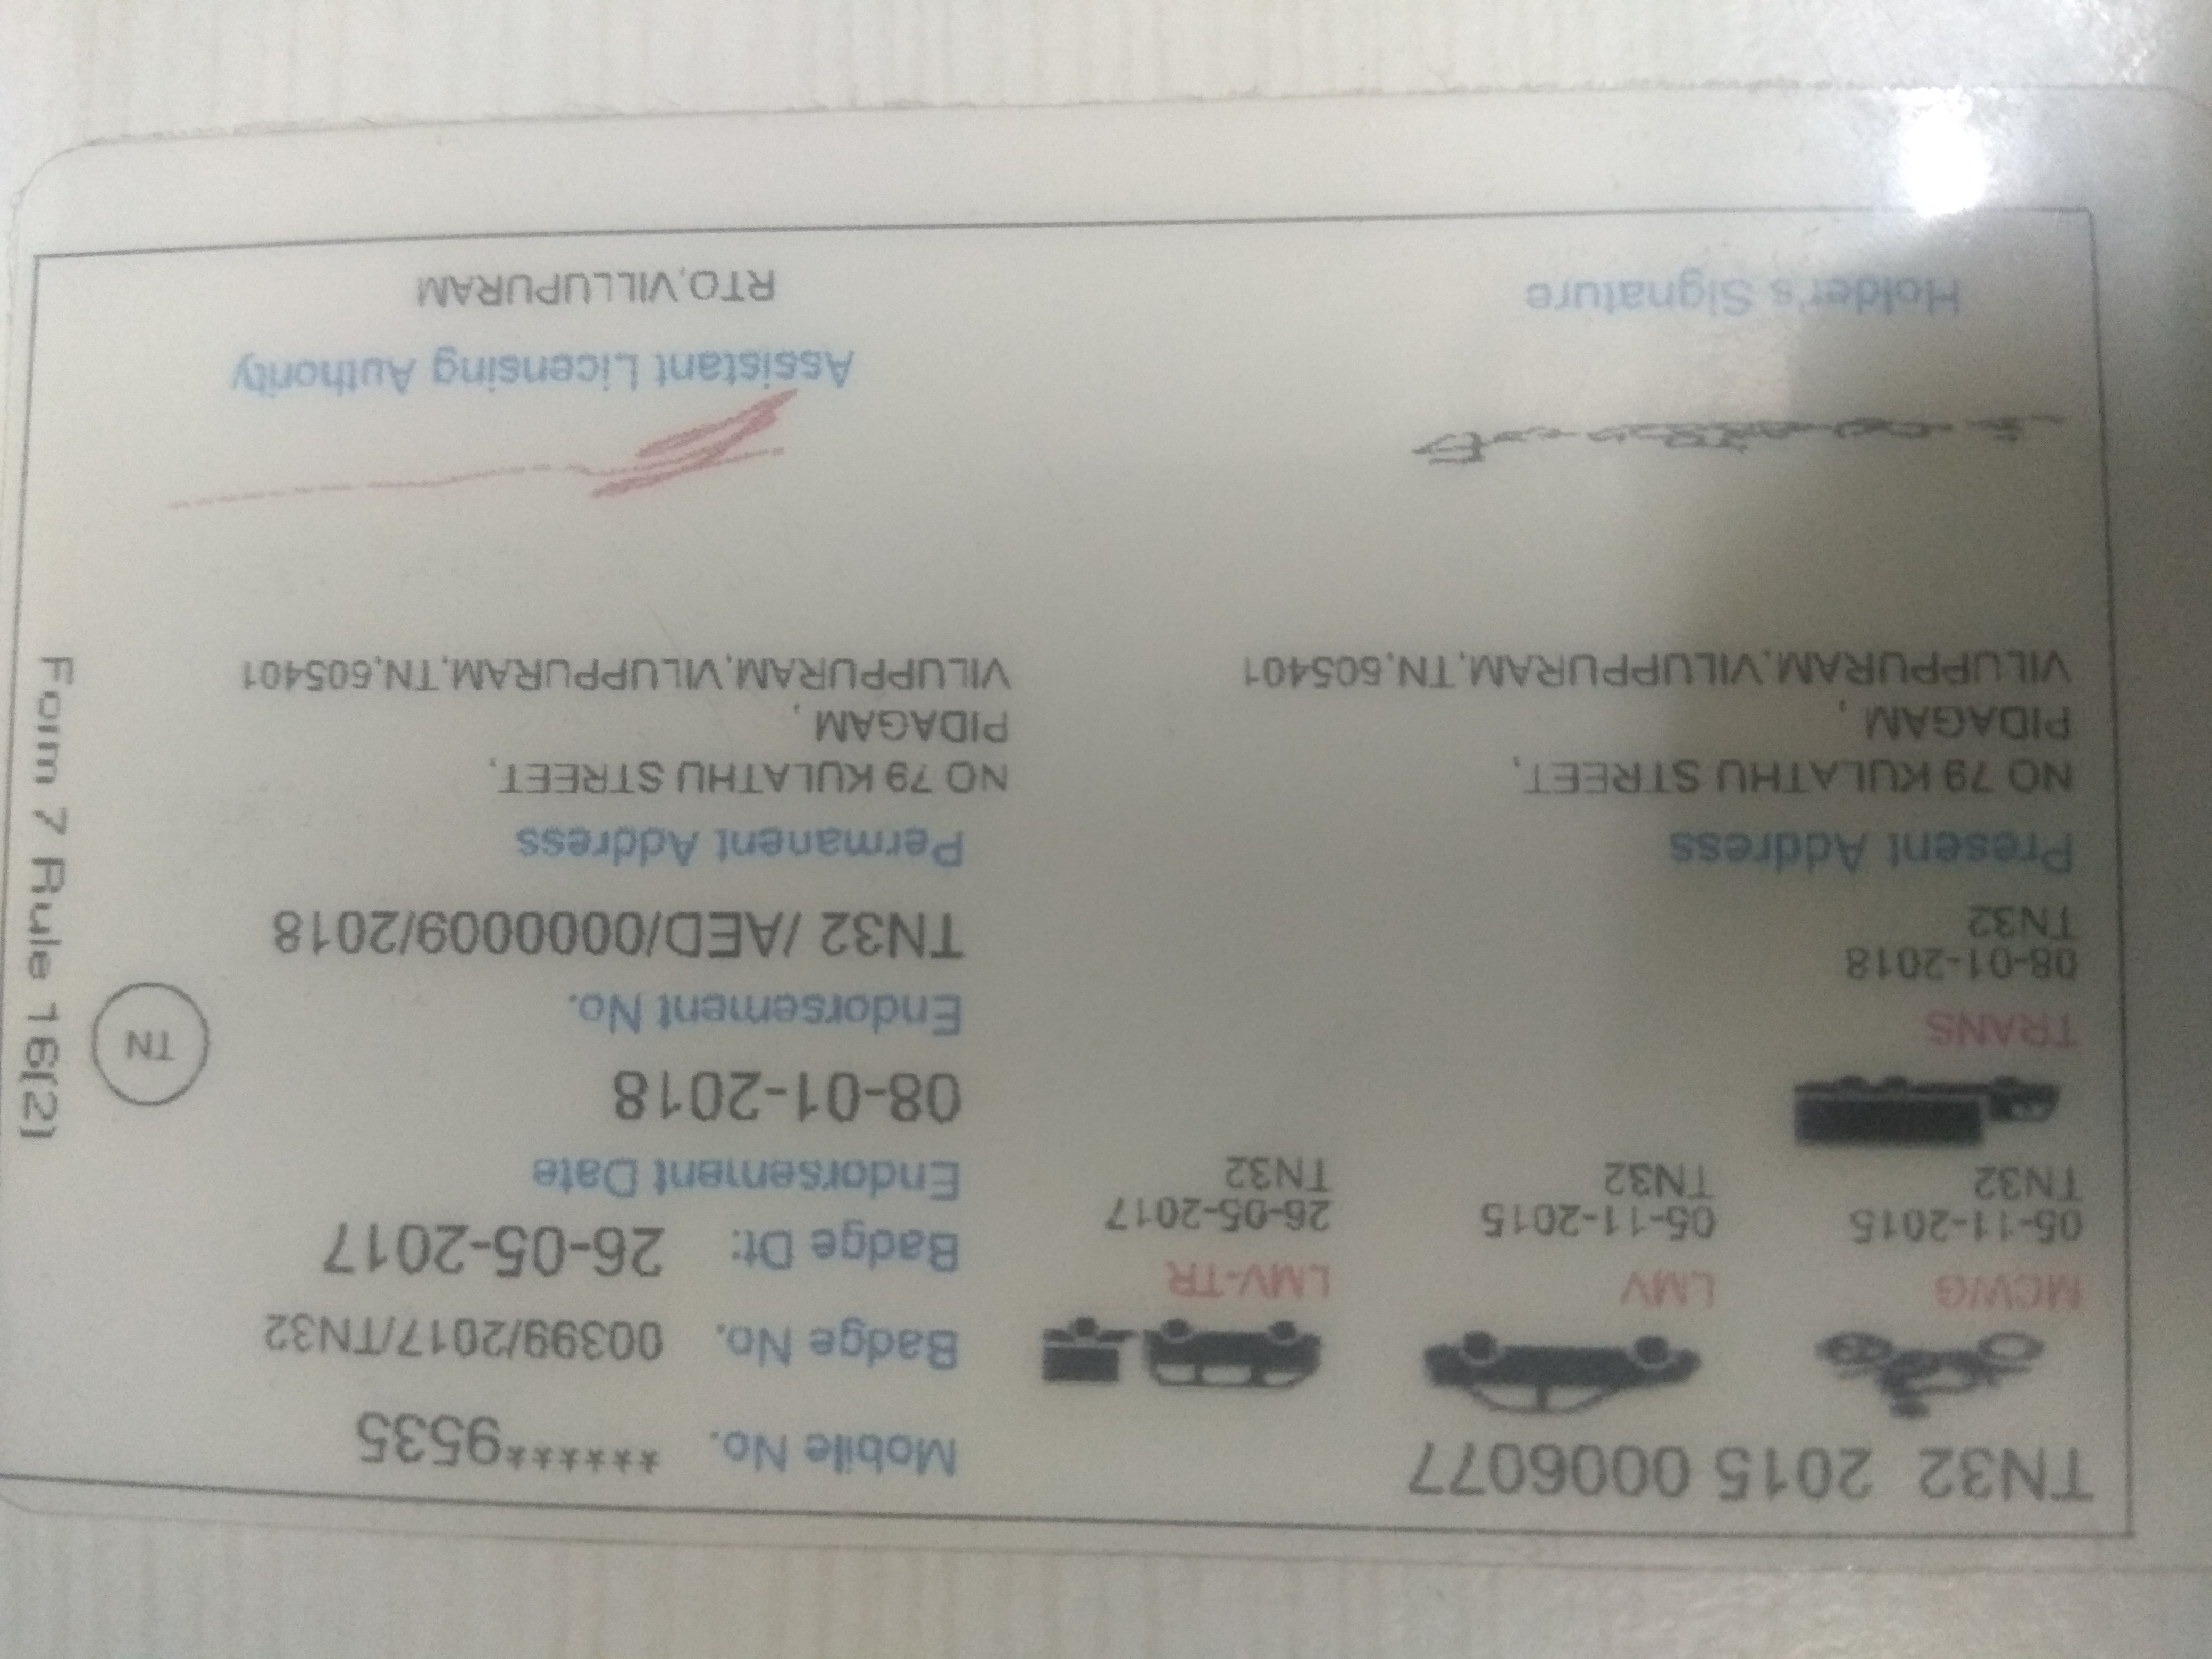 TN32 2015 0006077
MCWG
05-11-2015
TN32
LMV
05-11-2015
TN32
LMV-TR
26-05-2017
TN32
TRANS
08-01-2018
TN32
Mobile No. ******9535
Badge No. 00399/2017/TN32
Badge Dt: 26-05-2017
Endorsement Date
08-01-2018
Endorsement No.
TN32 /AED/0000009/2018
TN
Present Address
NO 79 KULATHU STREET,
PIDAGAM ,
VILUPPURAM,VILUPPURAM,TN,605401
Permanent Address
NO 79 KULATHU STREET,
PIDAGAM ,
VILUPPURAM,VILUPPURAM,TN,605401
Holder's Signature
Assistant Licensing Authority
RTO,VILLUPURAM
Form 7 Rule 16(2)